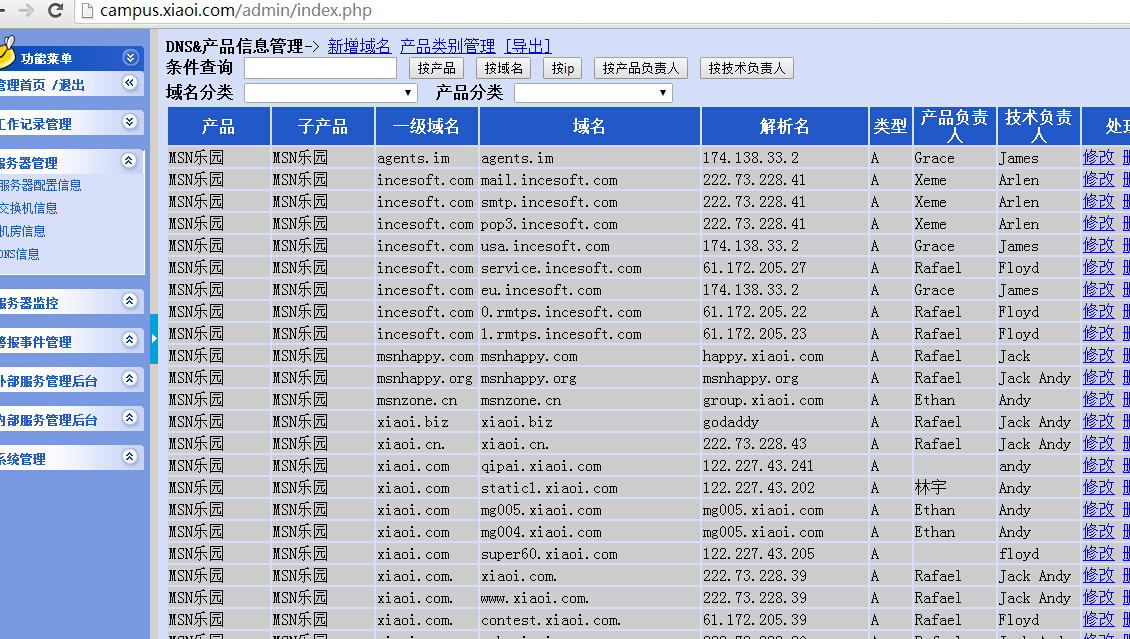 campus.xiaoi.com/admin/index.php
功能菜单
管理首页 /退出
工作记录管理
服务器管理
服务器配置信息
交换机信息
机房信息
DNS信息
服务器监控
警报事件管理
外部服务管理后台
内部服务管理后台
系统管理
DNS&产品信息管理-> 新增域名 产品类别管理 [导出]
条件查询 按产品 按域名 按ip 按产品负责人 按技术负责人
域名分类 产品分类
产品 子产品 一级域名 域名 解析名 类型 产品负责人 技术负责人 处理
MSN乐园 MSN乐园 agents.im agents.im 174.138.33.2 A Grace James 修改 删
MSN乐园 MSN乐园 incesoft.com mail.incesoft.com 222.73.228.41 A Xeme Arlen 修改 删
MSN乐园 MSN乐园 incesoft.com smtp.incesoft.com 222.73.228.41 A Xeme Arlen 修改 删
MSN乐园 MSN乐园 incesoft.com pop3.incesoft.com 222.73.228.41 A Xeme Arlen 修改 删
MSN乐园 MSN乐园 incesoft.com usa.incesoft.com 174.138.33.2 A Grace James 修改 删
MSN乐园 MSN乐园 incesoft.com service.incesoft.com 61.172.205.27 A Rafael Floyd 修改 删
MSN乐园 MSN乐园 incesoft.com eu.incesoft.com 174.138.33.2 A Grace James 修改 删
MSN乐园 MSN乐园 incesoft.com 0.rmtps.incesoft.com 61.172.205.22 A Rafael Floyd 修改 删
MSN乐园 MSN乐园 incesoft.com 1.rmtps.incesoft.com 61.172.205.23 A Rafael Floyd 修改 删
MSN乐园 MSN乐园 msnhappy.com msnhappy.com happy.xiaoi.com A Rafael Jack 修改 删
MSN乐园 MSN乐园 msnhappy.org msnhappy.org msnhappy.org A Rafael Jack Andy 修改 删
MSN乐园 MSN乐园 msnzone.cn msnzone.cn group.xiaoi.com A Ethan Andy 修改 删
MSN乐园 MSN乐园 xiaoi.biz xiaoi.biz godaddy A Rafael Jack Andy 修改 删
MSN乐园 MSN乐园 xiaoi.cn. xiaoi.cn. 222.73.228.43 A Rafael Jack Andy 修改 删
MSN乐园 MSN乐园 xiaoi.com qipai.xiaoi.com 122.227.43.241 A andy 修改 删
MSN乐园 MSN乐园 xiaoi.com static1.xiaoi.com 122.227.43.202 A 林宇 Andy 修改 删
MSN乐园 MSN乐园 xiaoi.com mg005.xiaoi.com mg005.xiaoi.com A Ethan Andy 修改 删
MSN乐园 MSN乐园 xiaoi.com mg004.xiaoi.com mg005.xiaoi.com A Ethan Andy 修改 删
MSN乐园 MSN乐园 xiaoi.com super60.xiaoi.com 122.227.43.205 A floyd 修改 删
MSN乐园 MSN乐园 xiaoi.com. xiaoi.com. 222.73.228.39 A Rafael Jack Andy 修改 删
MSN乐园 MSN乐园 xiaoi.com. www.xiaoi.com. 222.73.228.39 A Rafael Jack Andy 修改 删
MSN乐园 MSN乐园 xiaoi.com. contest.xiaoi.com. 61.172.205.39 A Rafael Floyd 修改 删